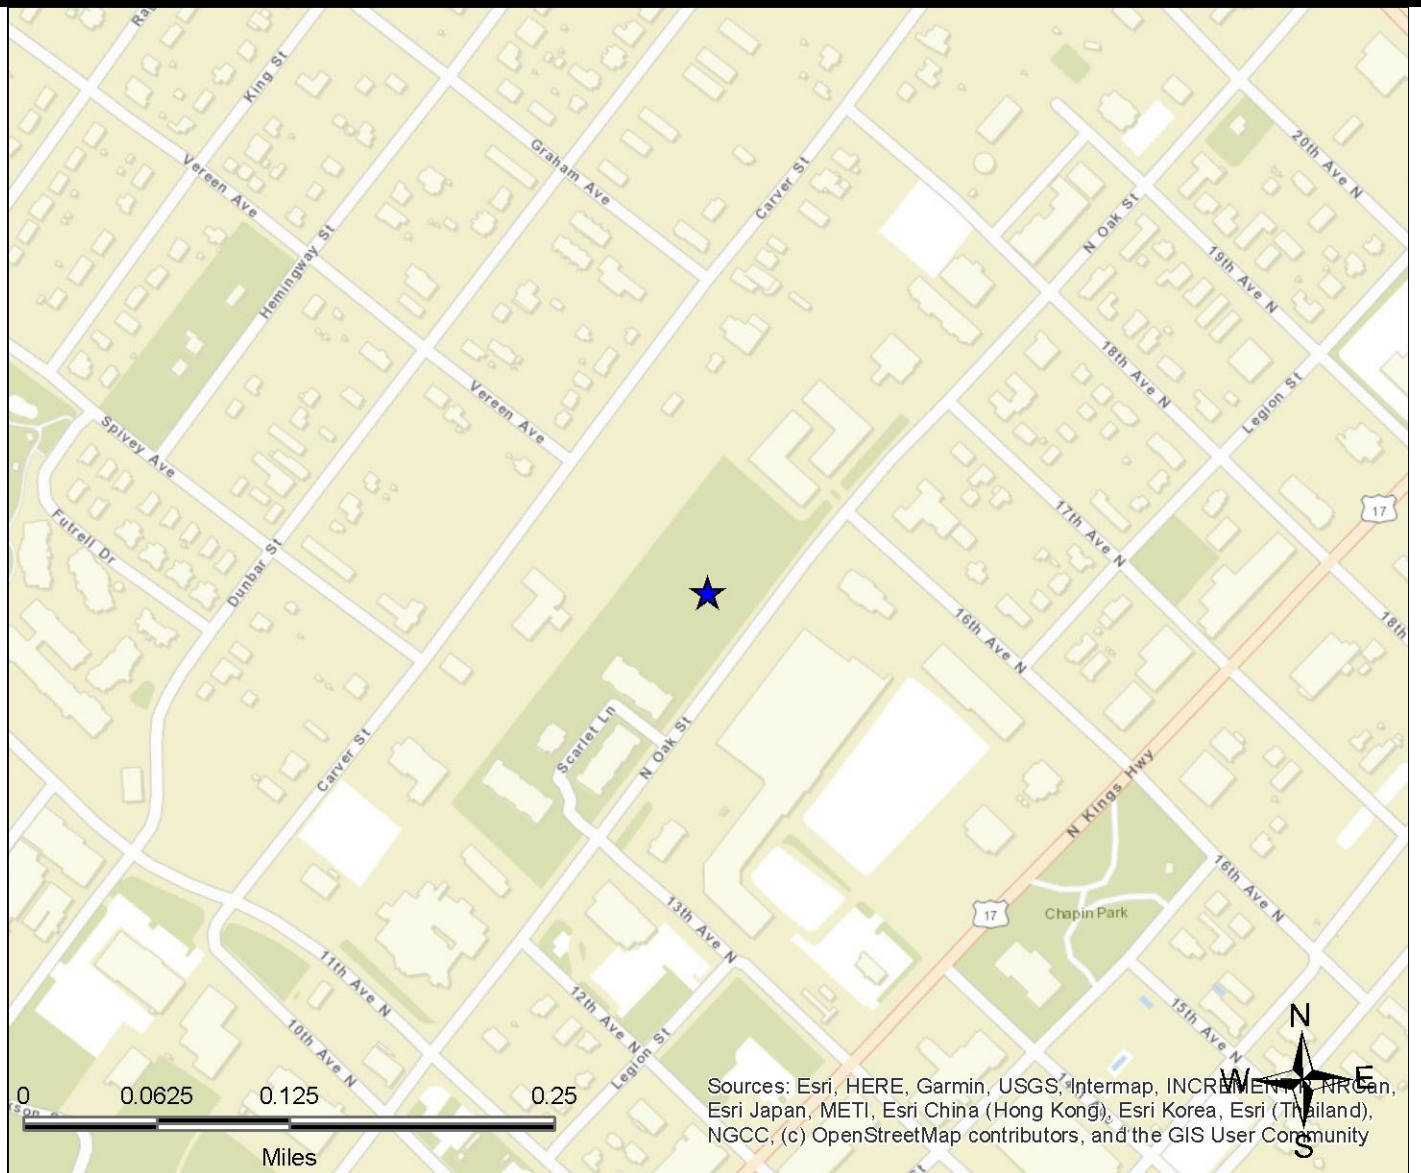 King St
Vereen Ave
Graham Ave
Carver St
20th Ave N
N Oak St
Hemingway St
19th Ave N
18th Ave N
Legion St
Vereen Ave
Spivey Ave
17
17th Ave N
Futrell Dr
Dunbar St
16th Ave N
18th
Scarlet Ln
N Oak St
Carver St
N Kings Hwy
16th Ave N
17
Chapin Park
13th Ave N
11th Ave N
12th Ave N
15th Ave N
10th Ave N
Legion St
N
W
E
S
0 0.0625 0.125 0.25
Miles
Sources: Esri, HERE, Garmin, USGS, Intermap, INCREMENT P, NRCan,
Esri Japan, METI, Esri China (Hong Kong), Esri Korea, Esri (Thailand),
NGCC, (c) OpenStreetMap contributors, and the GIS User Community